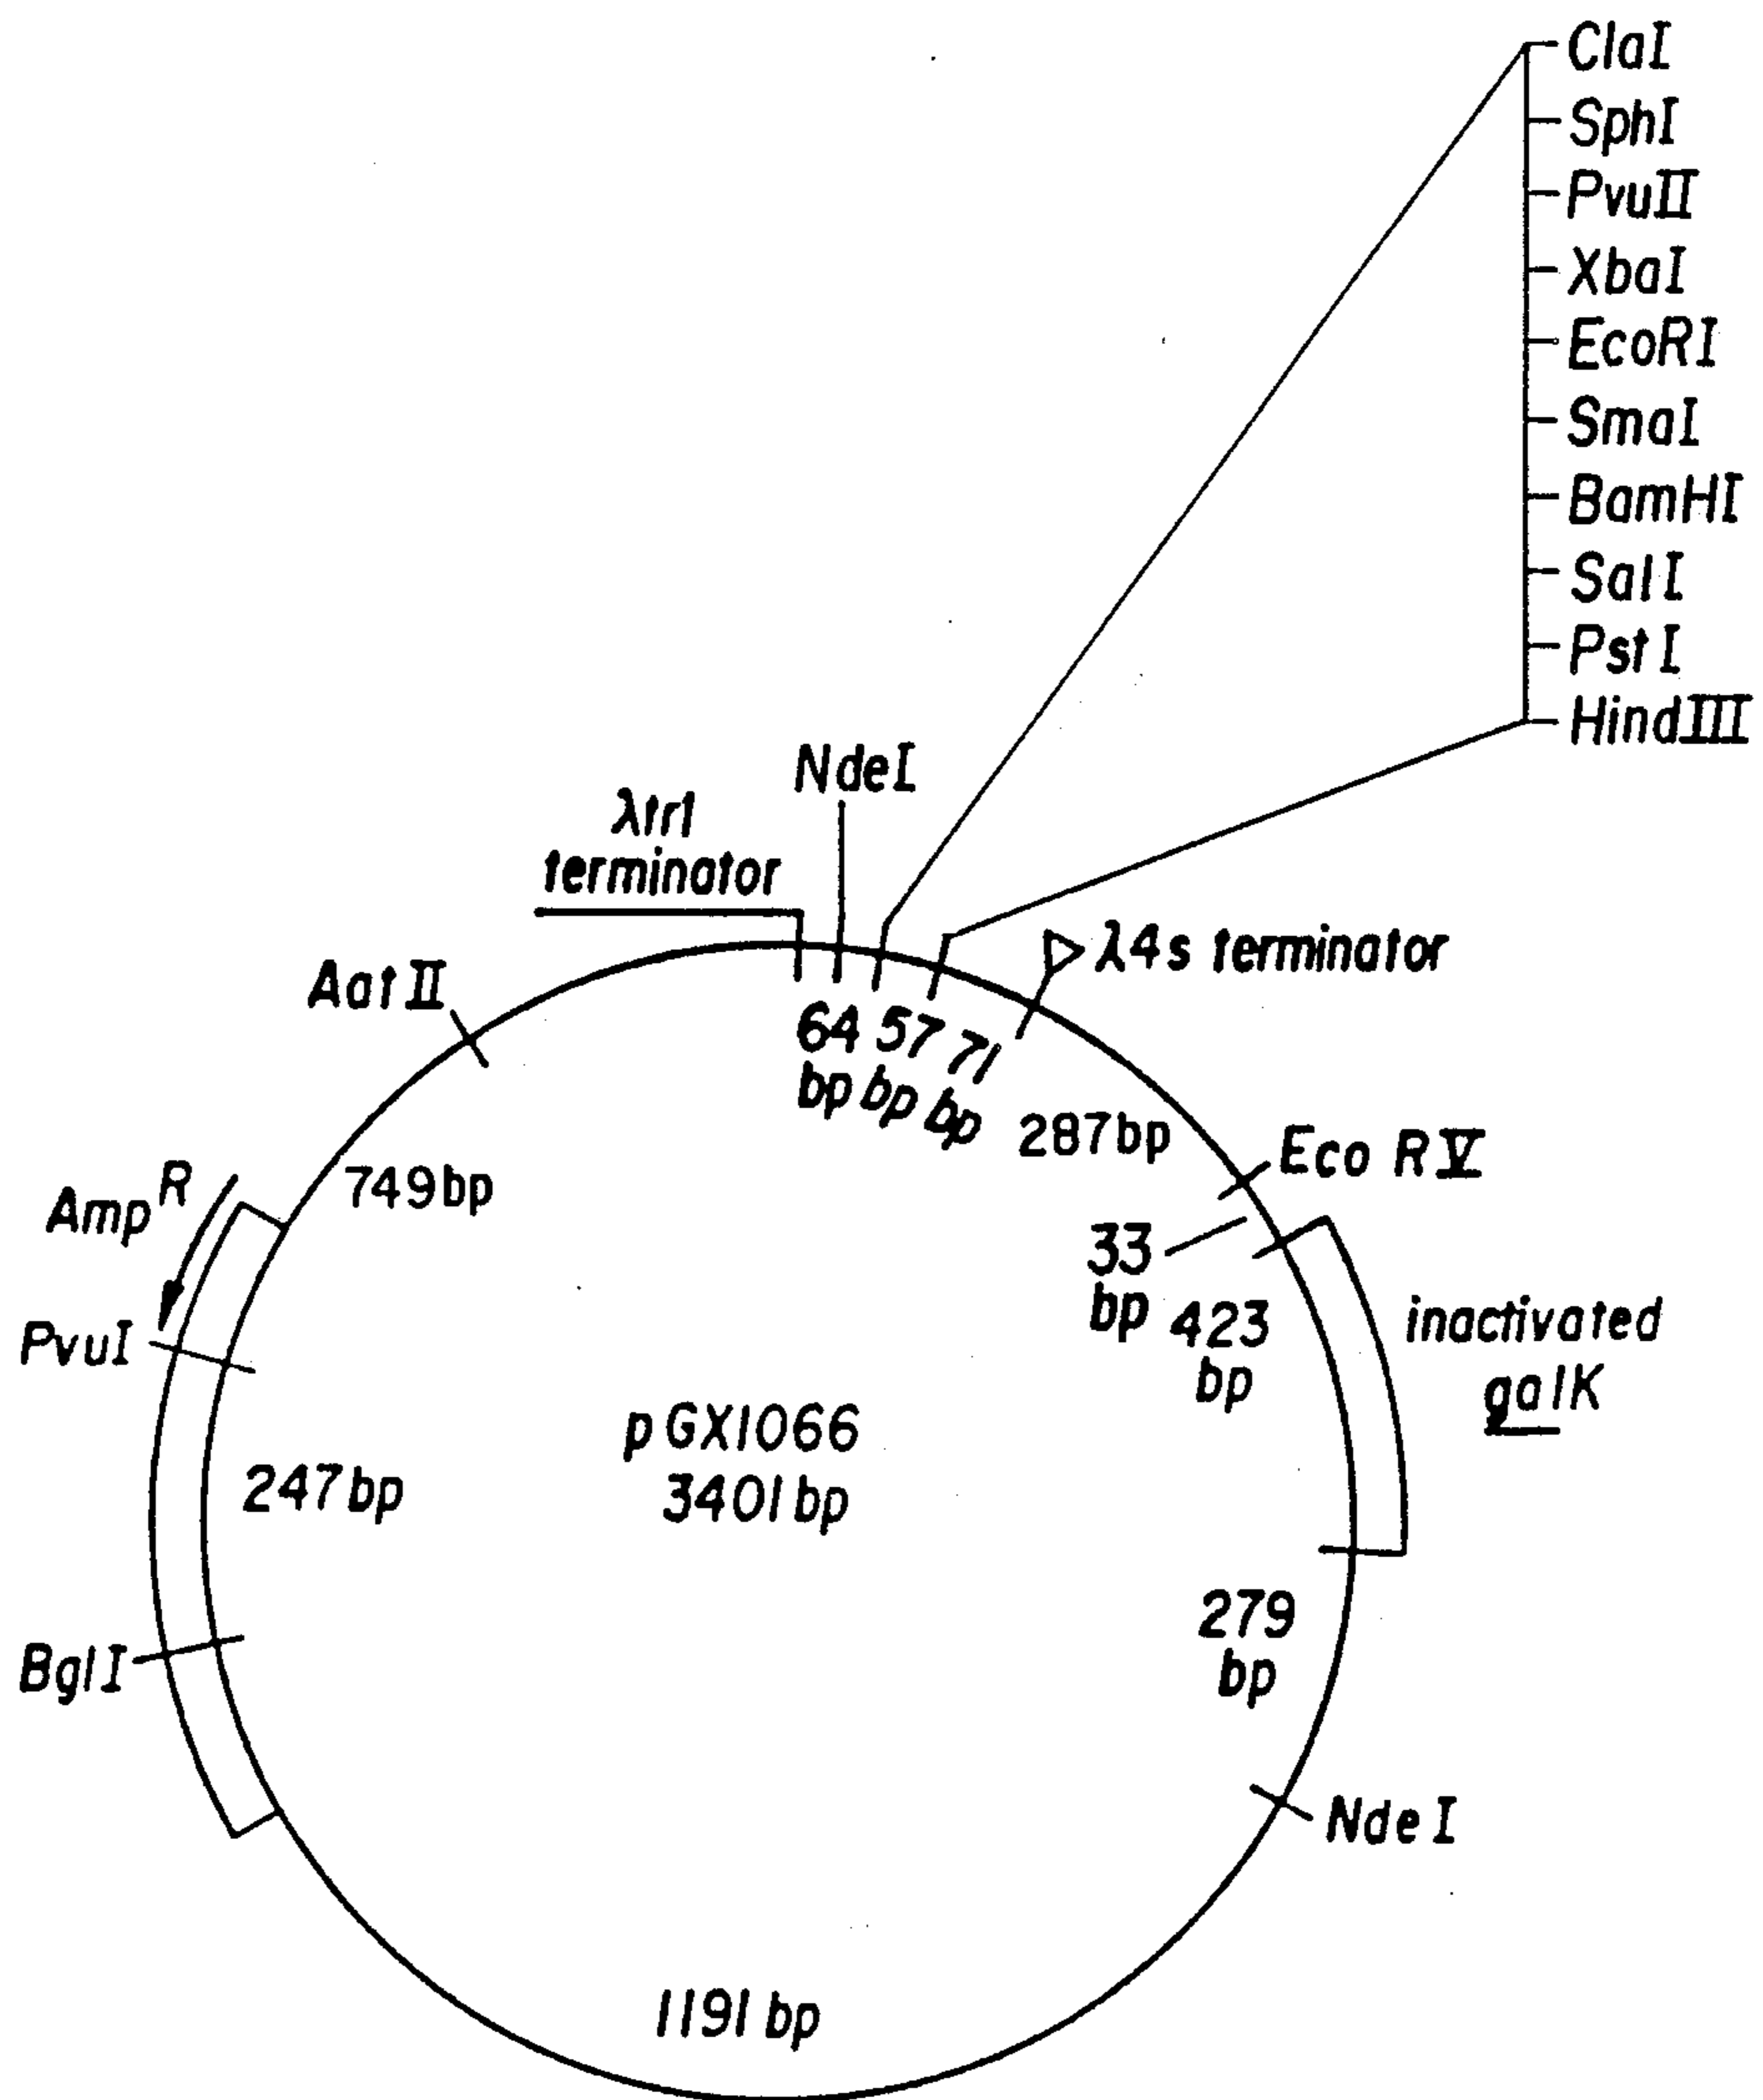 ClaI
SphI
PvuII
XbaI
EcoRI
SmaI
BamHI
SalI
PstI
HindIII
NdeI
λtr1
terminator
λ4s terminator
AatII
64
bp
57
bp
71
bp
287bp
Eco RV
749bp
Amp R
33
bp
423
bp
inactivated
galK
PvuI
pGX1066
3401bp
247bp
279
bp
BglI
NdeI
1191bp